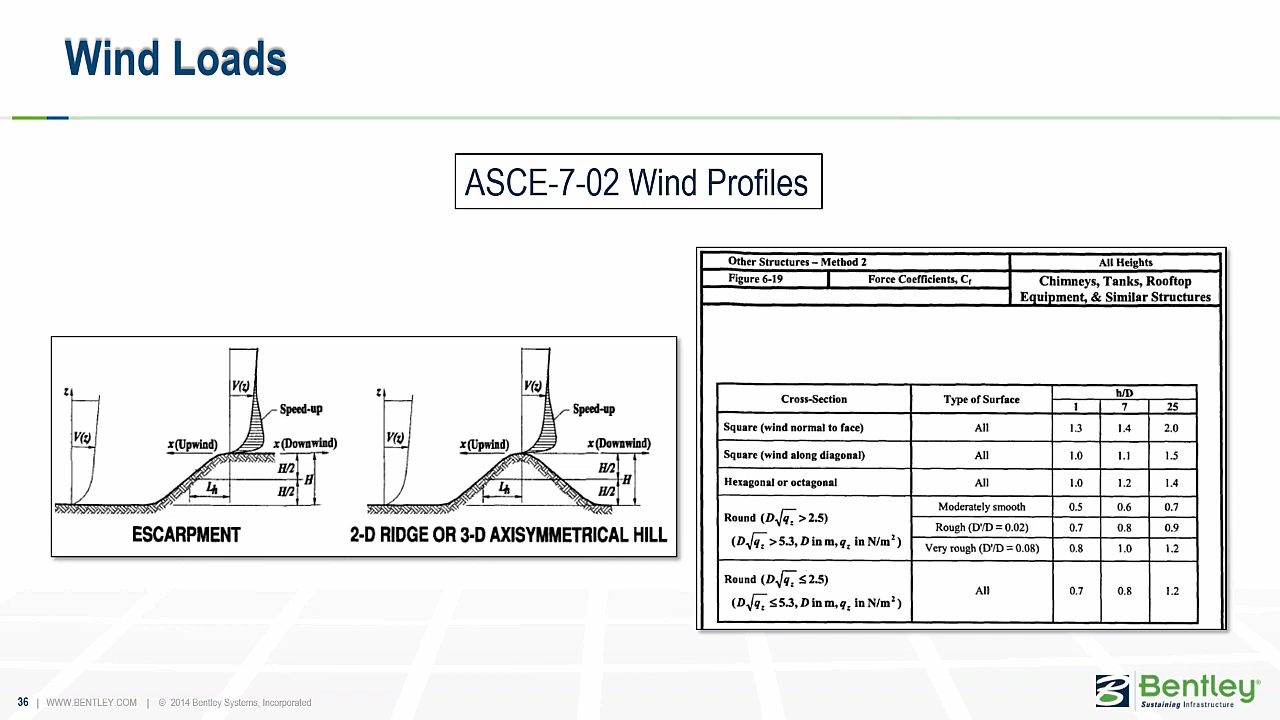 Wind Loads
ASCE-7-02 Wind Profiles
z
V(z)
V(z)
Speed-up
x (Upwind)
x (Downwind)
H/2
H
H/2
Lh
ESCARPMENT
z
V(z)
V(z)
Speed-up
x (Upwind)
x (Downwind)
H/2
H
H/2
Lh
2-D RIDGE OR 3-D AXISYMMETRICAL HILL
Other Structures – Method 2 All Heights
Figure 6-19 Force Coefficients, Cf Chimneys, Tanks, Rooftop
Equipment, & Similar Structures
Cross-Section Type of Surface h/D
1 7 25
Square (wind normal to face) All 1.3 1.4 2.0
Square (wind along diagonal) All 1.0 1.1 1.5
Hexagonal or octagonal All 1.0 1.2 1.4
Round (D√qz > 2.5) Moderately smooth 0.5 0.6 0.7
Rough (D'/D = 0.02) 0.7 0.8 0.9
(D√qz > 5.3, D in m, qz in N/m²) Very rough (D'/D = 0.08) 0.8 1.0 1.2
Round (D√qz ≤ 2.5) All 0.7 0.8 1.2
(D√qz ≤ 5.3, D in m, qz in N/m²)
36 | WWW.BENTLEY.COM | © 2014 Bentley Systems, Incorporated
Bentley®
Sustaining Infrastructure